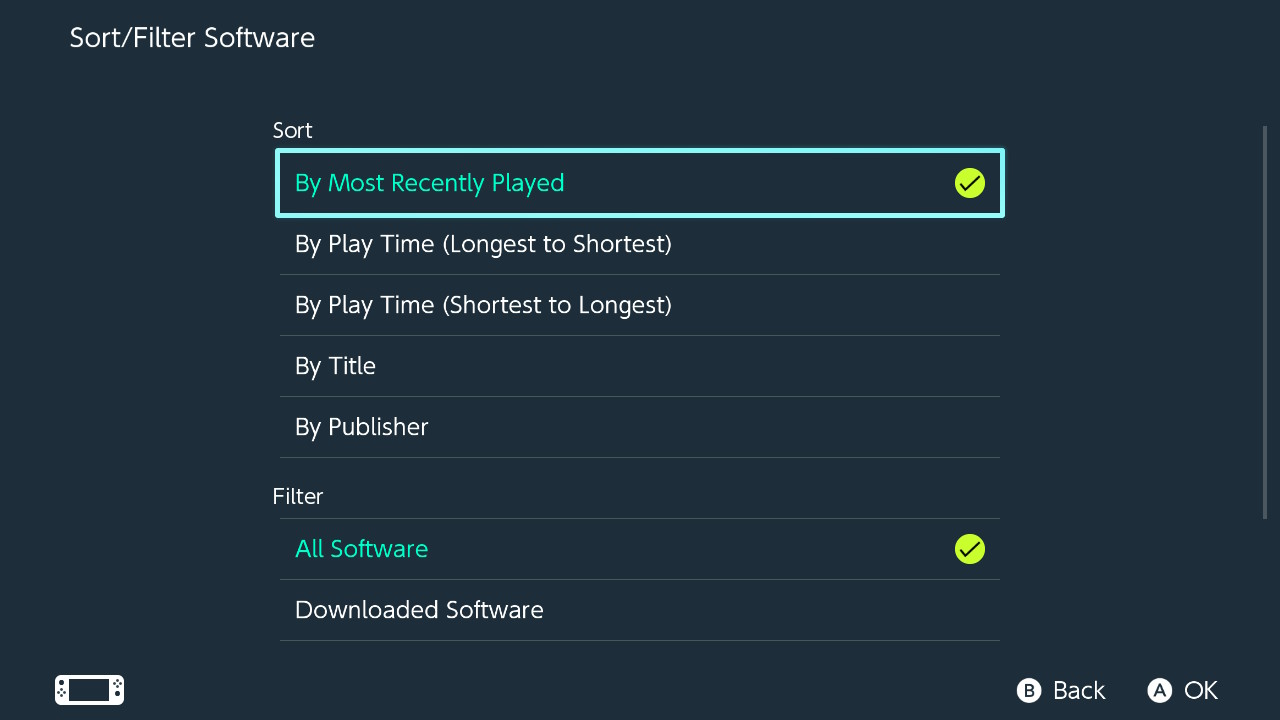 Sort/Filter Software
Sort
By Most Recently Played
By Play Time (Longest to Shortest)
By Play Time (Shortest to Longest)
By Title
By Publisher
Filter
All Software
Downloaded Software
B Back A OK